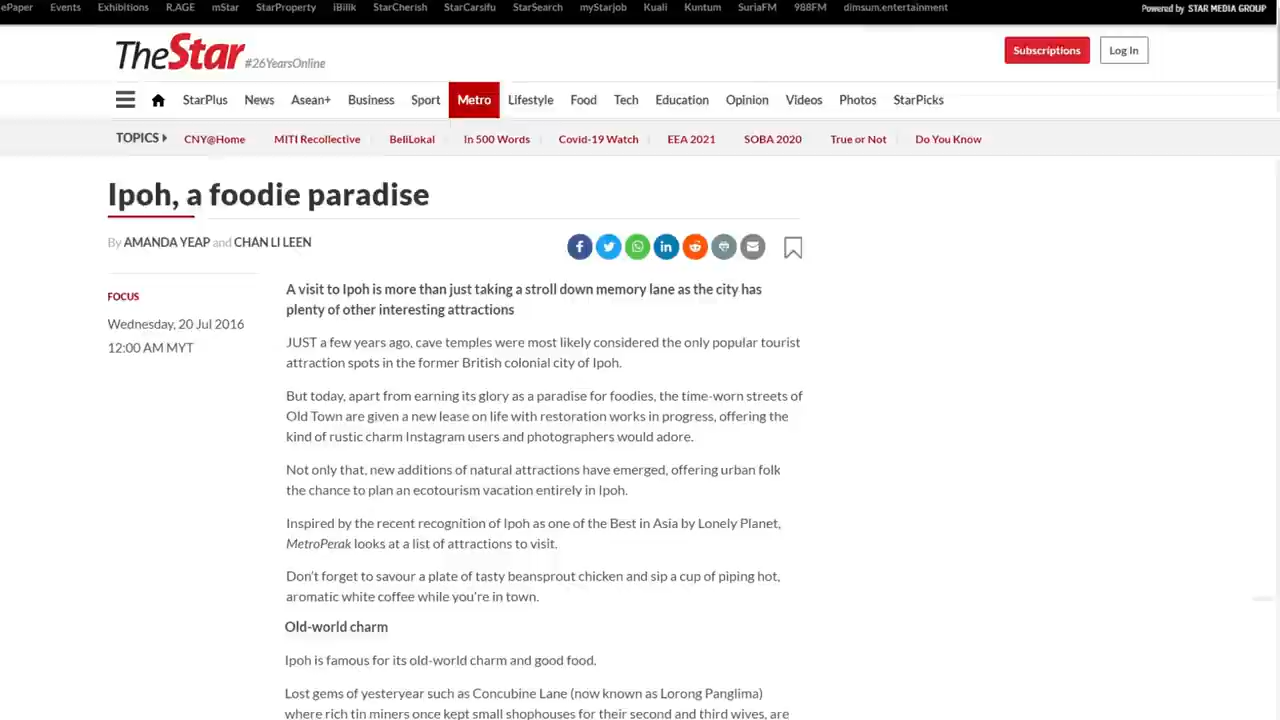 ePaper Events Exhibitions R.AGE mStar StarProperty iBilik StarCherish StarCarsifu StarSearch myStarjob Kuali Kuntum SuriaFM 988FM dimsum.entertainment Powered by STAR MEDIA GROUP
TheStar #26YearsOnline
Subscriptions Log In
StarPlus News Asean+ Business Sport Metro Lifestyle Food Tech Education Opinion Videos Photos StarPicks
TOPICS CNY@Home MITI Recollective BeliLokal In 500 Words Covid-19 Watch EEA 2021 SOBA 2020 True or Not Do You Know
Ipoh, a foodie paradise
By AMANDA YEAP and CHAN LI LEEN
FOCUS
Wednesday, 20 Jul 2016
12:00 AM MYT
A visit to Ipoh is more than just taking a stroll down memory lane as the city has
plenty of other interesting attractions
JUST a few years ago, cave temples were most likely considered the only popular tourist
attraction spots in the former British colonial city of Ipoh.
But today, apart from earning its glory as a paradise for foodies, the time-worn streets of
Old Town are given a new lease on life with restoration works in progress, offering the
kind of rustic charm Instagram users and photographers would adore.
Not only that, new additions of natural attractions have emerged, offering urban folk
the chance to plan an ecotourism vacation entirely in Ipoh.
Inspired by the recent recognition of Ipoh as one of the Best in Asia by Lonely Planet,
MetroPerak looks at a list of attractions to visit.
Don't forget to savour a plate of tasty beansprout chicken and sip a cup of piping hot,
aromatic white coffee while you're in town.
Old-world charm
Ipoh is famous for its old-world charm and good food.
Lost gems of yesteryear such as Concubine Lane (now known as Lorong Panglima)
where rich tin miners once kept small shophouses for their second and third wives, are